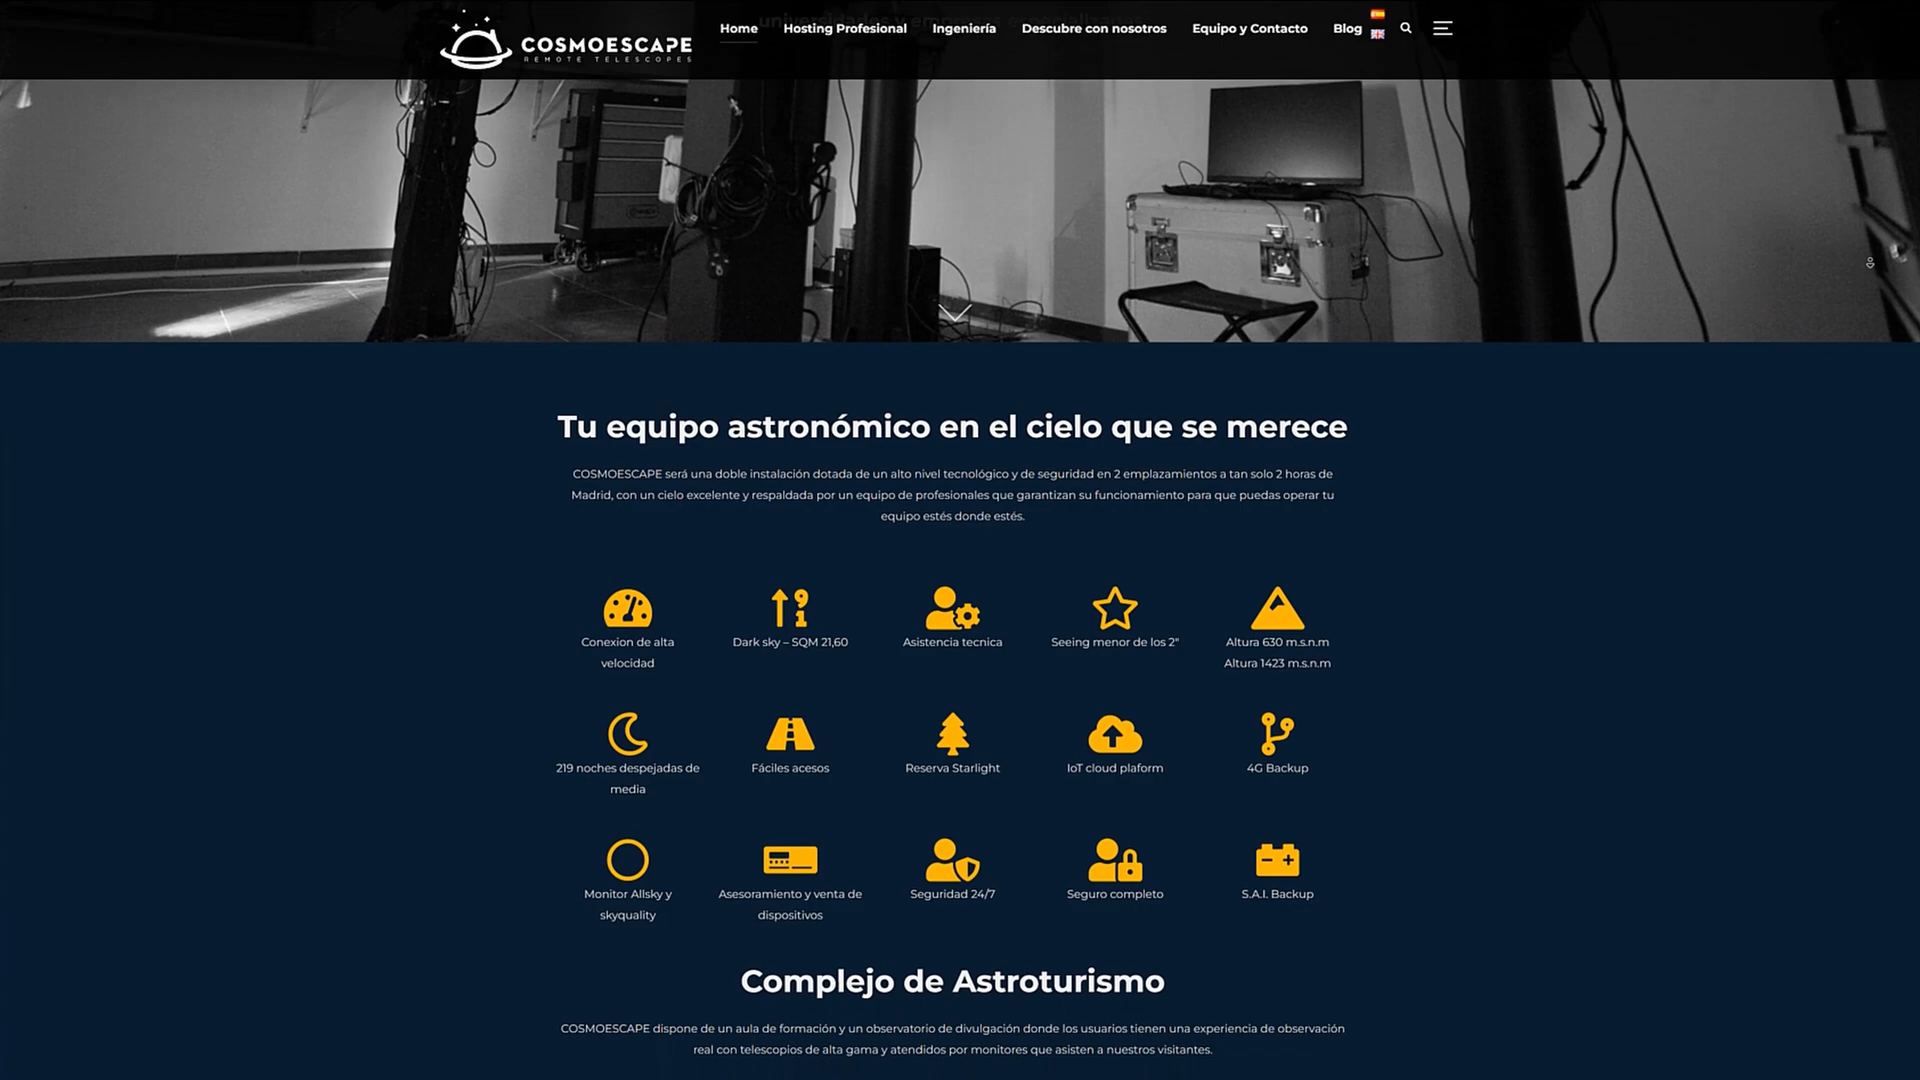 COSMOESCAPE
REMOTE TELESCOPES
Home
Hosting Profesional
Ingeniería
Descubre con nosotros
Equipo y Contacto
Blog
Tu equipo astronómico en el cielo que se merece
COSMOESCAPE será una doble instalación dotada de un alto nivel tecnológico y de seguridad en 2 emplazamientos a tan solo 2 horas de
Madrid, con un cielo excelente y respaldada por un equipo de profesionales que garantizan su funcionamiento para que puedas operar tu
equipo estés donde estés.
Conexion de alta
velocidad
Dark sky – SQM 21,60
Asistencia tecnica
Seeing menor de los 2"
Altura 630 m.s.n.m
Altura 1423 m.s.n.m
219 noches despejadas de
media
Fáciles acesos
Reserva Starlight
IoT cloud plaform
4G Backup
Monitor Allsky y
skyquality
Asesoramiento y venta de
dispositivos
Seguridad 24/7
Seguro completo
S.A.I. Backup
Complejo de Astroturismo
COSMOESCAPE dispone de un aula de formación y un observatorio de divulgación donde los usuarios tienen una experiencia de observación
real con telescopios de alta gama y atendidos por monitores que asisten a nuestros visitantes.